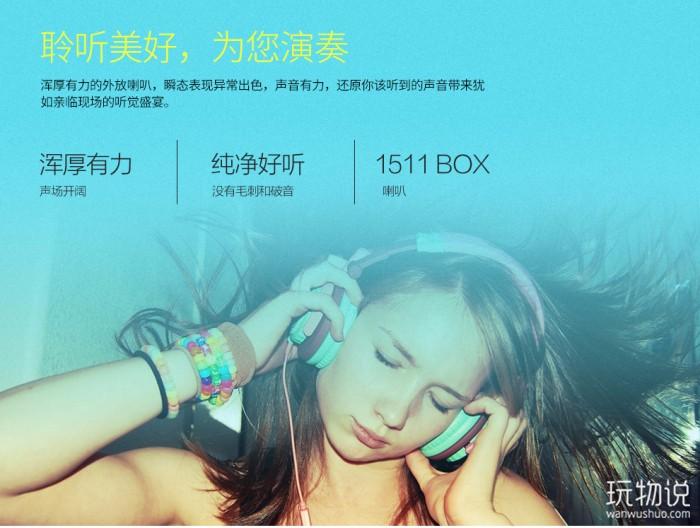 聆听美好，为您演奏
浑厚有力的外放喇叭，瞬态表现异常出色，声音有力，还原你该听到的声音带来犹
如亲临现场的听觉盛宴。
浑厚有力
声场开阔
纯净好听
没有毛刺和破音
1511 BOX
喇叭
玩物说
wanwushuo.com